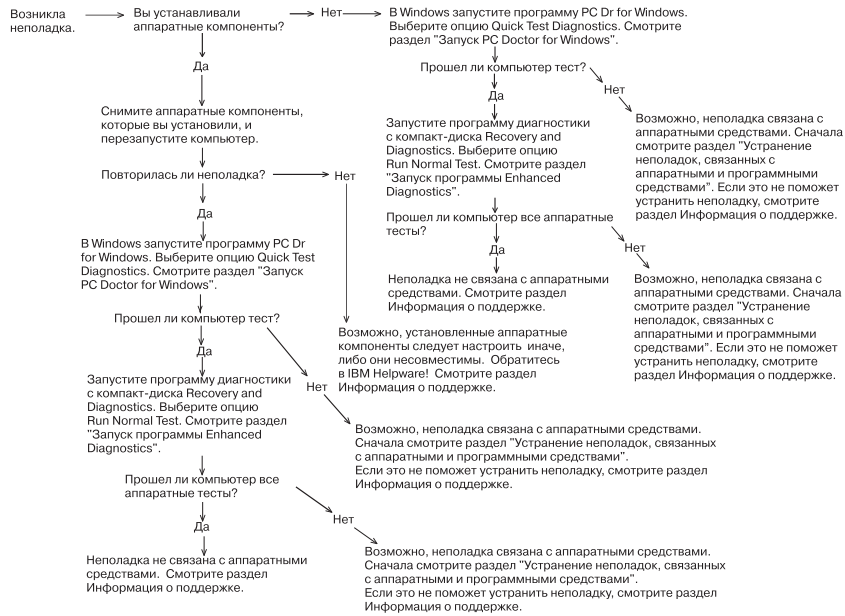 Возникла
неполадка.
Вы устанавливали
аппаратные компоненты?
Нет
В Windows запустите программу PC Dr for Windows.
Выберите опцию Quick Test Diagnostics. Смотрите
раздел "Запуск PC Doctor for Windows".
Прошел ли компьютер тест?
Нет
Да
Возможно, неполадка связана с
аппаратными средствами. Сначала
смотрите раздел "Устранение
неполадок, связанных с
аппаратными и программными
средствами". Если это не поможет
устранить неполадку, смотрите
раздел Информация о поддержке.
Запустите программу диагностики
с компакт-диска Recovery and
Diagnostics. Выберите опцию
Run Normal Test. Смотрите раздел
"Запуск программы Enhanced
Diagnostics".
Прошел ли компьютер все аппаратные
тесты?
Нет
Да
Неполадка не связана с аппаратными
средствами. Смотрите раздел
Информация о поддержке.
Возможно, неполадка связана с
аппаратными средствами. Сначала
смотрите раздел "Устранение
неполадок, связанных с
аппаратными и программными
средствами". Если это не поможет
устранить неполадку, смотрите
раздел Информация о поддержке.
Да
Снимите аппаратные компоненты,
которые вы установили, и
перезапустите компьютер.
Повторилась ли неполадка?
Нет
Да
Возможно, установленные аппаратные
компоненты следует настроить иначе,
либо они несовместимы. Обратитесь
в IBM Helpware! Смотрите раздел
Информация о поддержке.
В Windows запустите программу PC Dr
for Windows. Выберите опцию Quick Test
Diagnostics. Смотрите раздел "Запуск
PC Doctor for Windows".
Прошел ли компьютер тест?
Да
Нет
Возможно, неполадка связана с аппаратными средствами.
Сначала смотрите раздел "Устранение неполадок, связанных
с аппаратными и программными средствами".
Если это не поможет устранить неполадку, смотрите раздел
Информация о поддержке.
Запустите программу диагностики
с компакт-диска Recovery and
Diagnostics. Выберите опцию
Run Normal Test. Смотрите раздел
"Запуск программы Enhanced
Diagnostics".
Прошел ли компьютер все
аппаратные тесты?
Нет
Да
Неполадка не связана с аппаратными
средствами. Смотрите раздел
Информация о поддержке.
Возможно, неполадка связана с аппаратными средствами.
Сначала смотрите раздел "Устранение неполадок, связанных
с аппаратными и программными средствами".
Если это не поможет устранить неполадку, смотрите раздел
Информация о поддержке.